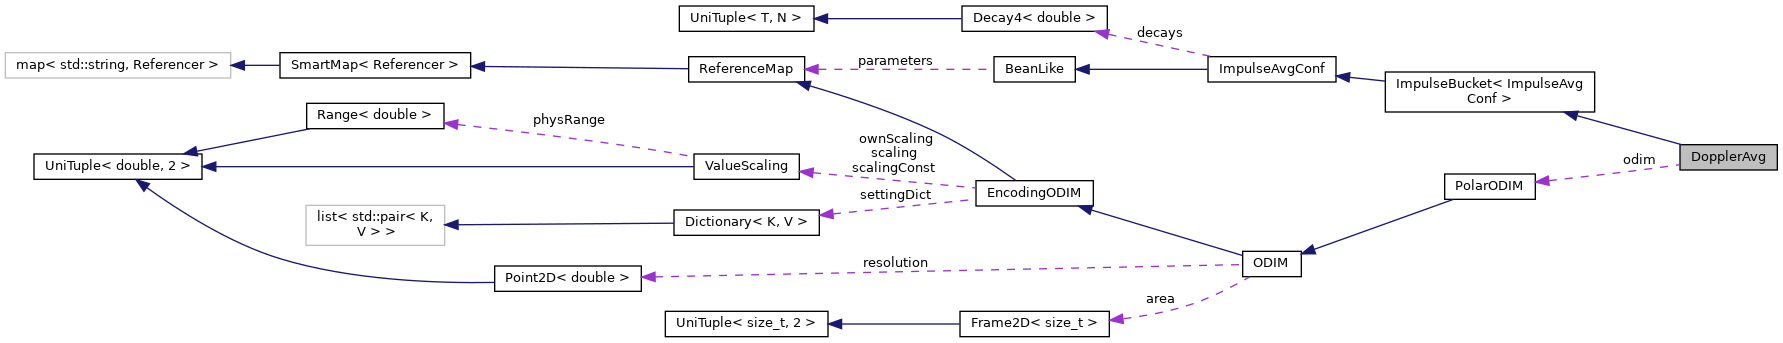 UniTuple< T, N >
Decay4< double >
decays
map< std::string, Referencer >
SmartMap< Referencer >
ReferenceMap
parameters
BeanLike
ImpulseAvgConf
ImpulseBucket< ImpulseAvg
Conf >
Range< double >
physRange
ownScaling
scaling
scalingConst
UniTuple< double, 2 >
ValueScaling
DopplerAvg
odim
PolarODIM
EncodingODIM
settingDict
list< std::pair< K,
V > >
Dictionary< K, V >
ODIM
resolution
Point2D< double >
area
UniTuple< size_t, 2 >
Frame2D< size_t >